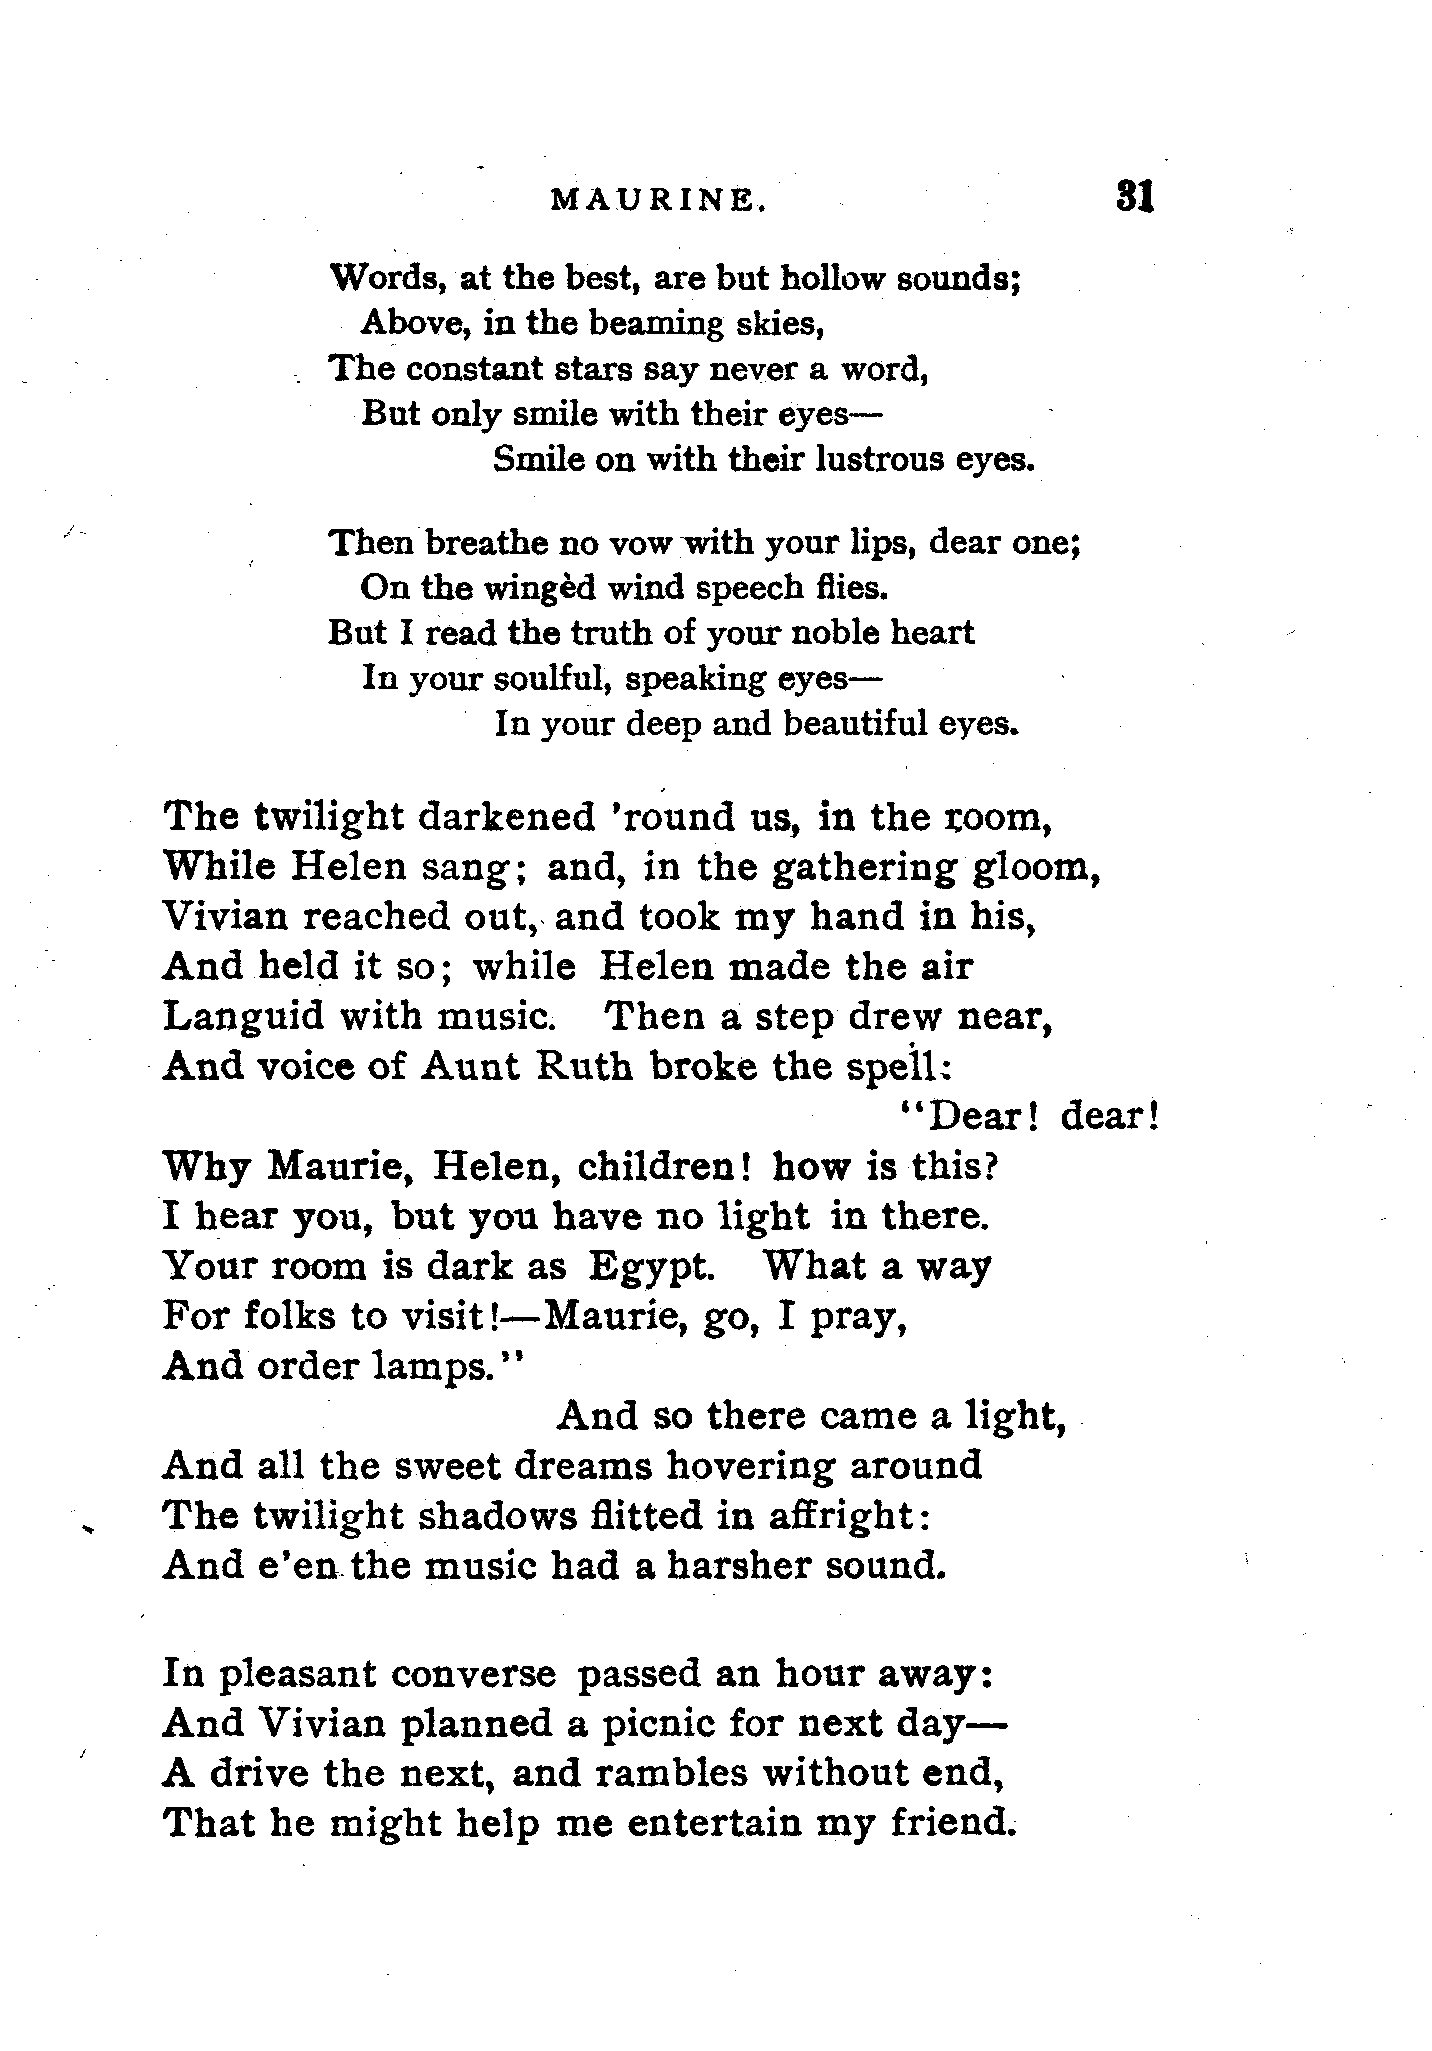 MAURINE. 31
Words, at the best, are but hollow sounds;
Above, in the beaming skies,
The constant stars say never a word,
But only smile with their eyes—
Smile on with their lustrous eyes.
Then breathe no vow with your lips, dear one;
On the wingèd wind speech flies.
But I read the truth of your noble heart
In your soulful, speaking eyes—
In your deep and beautiful eyes.
The twilight darkened 'round us, in the room,
While Helen sang; and, in the gathering gloom,
Vivian reached out, and took my hand in his,
And held it so; while Helen made the air
Languid with music. Then a step drew near,
And voice of Aunt Ruth broke the spell:
"Dear! dear!
Why Maurie, Helen, children! how is this?
I hear you, but you have no light in there.
Your room is dark as Egypt. What a way
For folks to visit!—Maurie, go, I pray,
And order lamps."
And so there came a light,
And all the sweet dreams hovering around
The twilight shadows flitted in affright:
And e'en the music had a harsher sound.
In pleasant converse passed an hour away:
And Vivian planned a picnic for next day—
A drive the next, and rambles without end,
That he might help me entertain my friend.